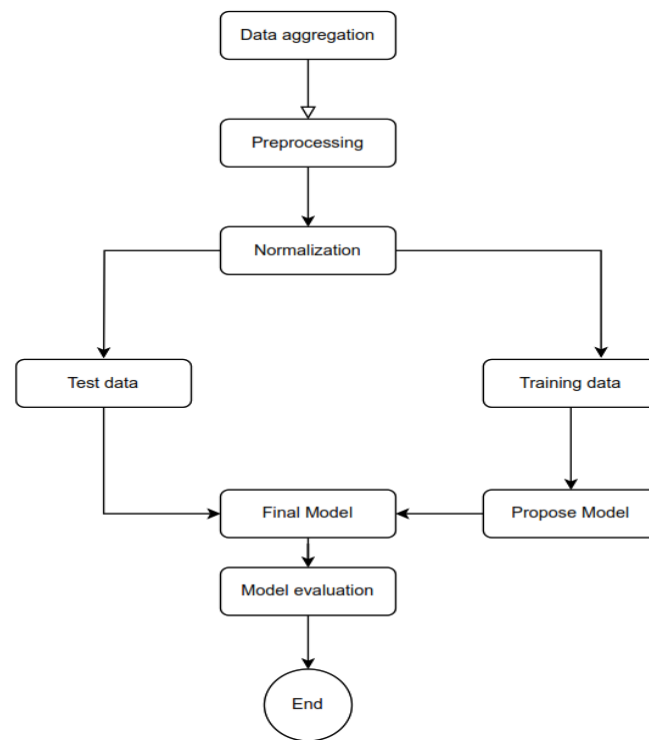 Data aggregation
Preprocessing
Normalization
Test data
Training data
Final Model
Propose Model
Model evaluation
End